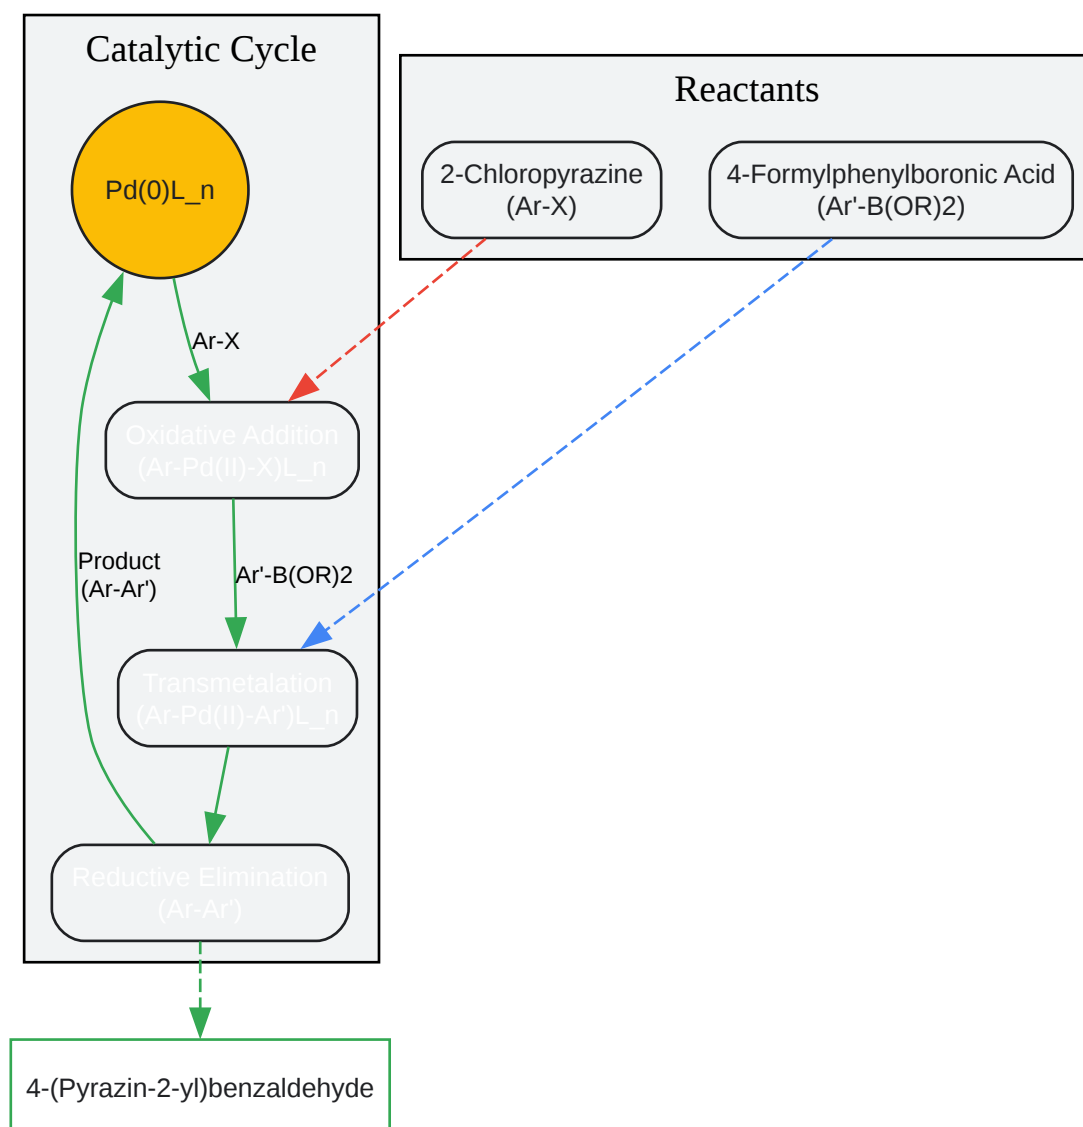 Catalytic Cycle
Reactants
Pd(0)L_n
2-Chloropyrazine
(Ar-X)
4-Formylphenylboronic Acid
(Ar'-B(OR)2)
Ar-X
Oxidative Addition
(Ar-Pd(II)-X)L_n
Product
(Ar-Ar')
Ar'-B(OR)2
Transmetalation
(Ar-Pd(II)-Ar')L_n
Reductive Elimination
(Ar-Ar')
4-(Pyrazin-2-yl)benzaldehyde